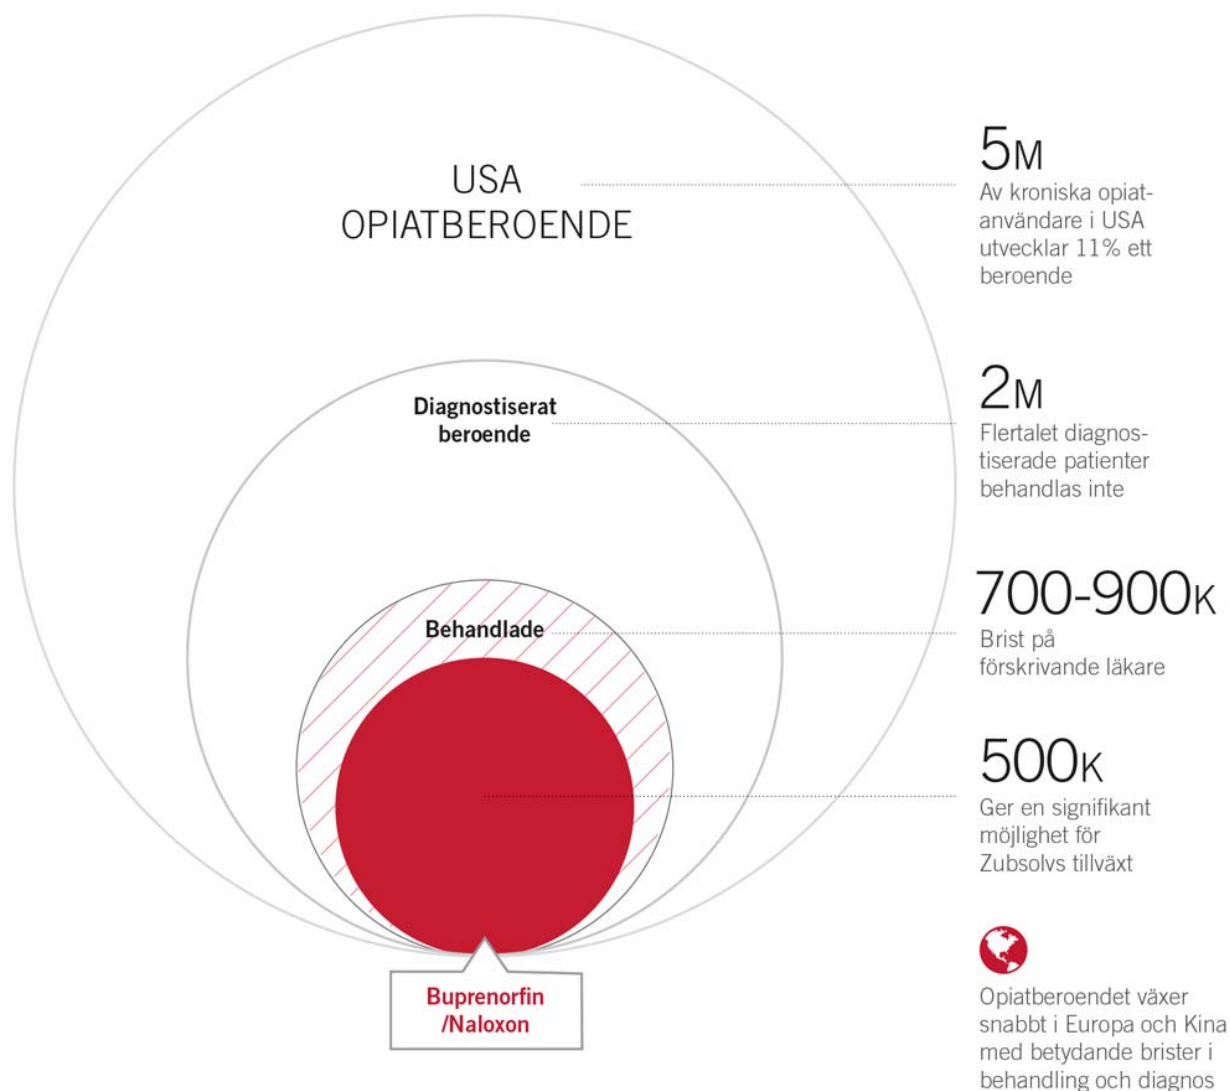 USA
OPIATBEROENDE
5M
Av kroniska opiat-
användare i USA
utvecklar 11% ett
beroende
Diagnostiserat
beroende
2M
Flertalet diagnos-
tiserade patienter
behandlas inte
Behandlade
700-900K
Brist på
förskrivande läkare
500K
Ger en signifikant
möjlighet för
Zubsolvs tillväxt
Buprenorfin
/Naloxon
Opiatberoendet växer
snabbt i Europa och Kina
med betydande brister i
behandling och diagnos